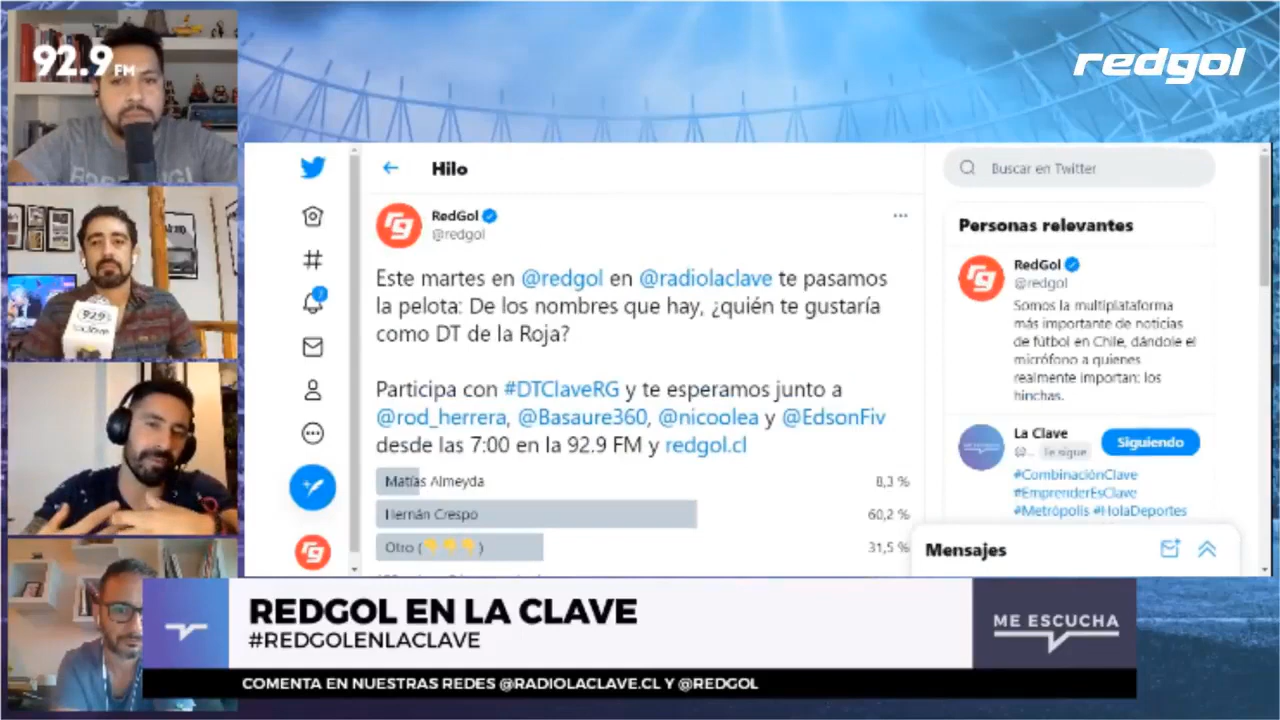 92.9 FM
redgol
Hilo
Buscar en Twitter
RedGol
@redgol
Este martes en @redgol en @radiolaclave te pasamos
la pelota: De los nombres que hay, ¿quién te gustaría
como DT de la Roja?
Participa con #DTClaveRG y te esperamos junto a
@rod_herrera, @Basaure360, @nicoolea y @EdsonFiv
desde las 7:00 en la 92.9 FM y redgol.cl
Matías Almeyda 8,3 %
Hernán Crespo 60,2 %
Otro (👇👇👇) 31,5 %
Personas relevantes
RedGol
@redgol
Somos la multiplataforma
más importante de noticias
de fútbol en Chile, dándole el
micrófono a quienes
realmente importan: los
hinchas.
La Clave
@... Te sigue
Siguiendo
#CombinaciónClave
#EmprenderEsClave
#Metrópolis #HolaDeportes
Mensajes
92.9
REDGOL EN LA CLAVE
#REDGOLENLACLAVE
ME ESCUCHA
COMENTA EN NUESTRAS REDES @RADIOLACLAVE.CL Y @REDGOL